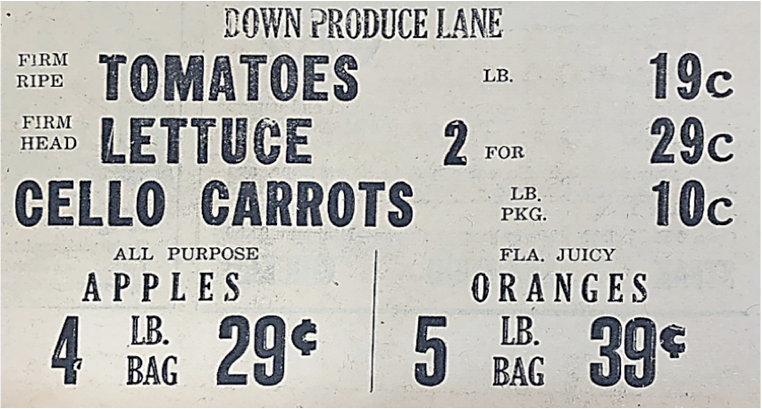 DOWN PRODUCE LANE
FIRM RIPE TOMATOES LB. 19c
FIRM HEAD LETTUCE 2 FOR 29c
CELLO CARROTS LB. PKG. 10c
ALL PURPOSE
APPLES
4 LB. BAG 29¢
FLA. JUICY
ORANGES
5 LB. BAG 39¢